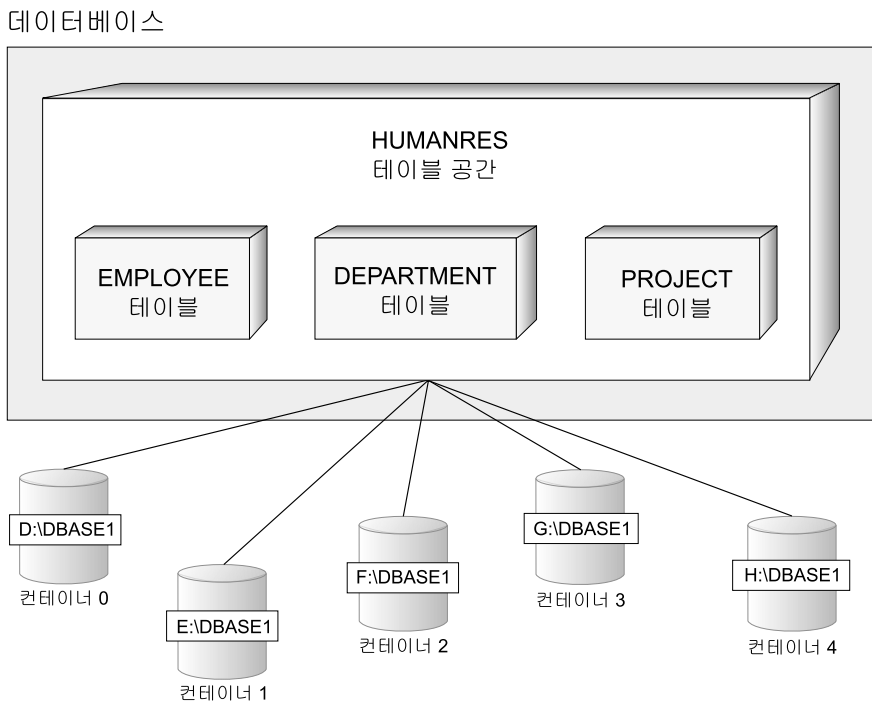 데이터베이스
HUMANRES
테이블 공간
EMPLOYEE
테이블
DEPARTMENT
테이블
PROJECT
테이블
D:\DBASE1
컨테이너 0
E:\DBASE1
컨테이너 1
F:\DBASE1
컨테이너 2
G:\DBASE1
컨테이너 3
H:\DBASE1
컨테이너 4